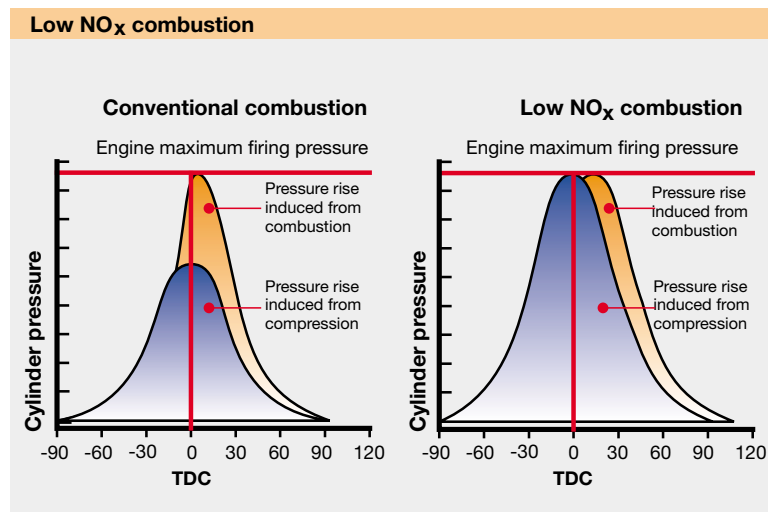 Low NOx combustion
Conventional combustion
Engine maximum firing pressure
Pressure rise
induced from
combustion
Pressure rise
induced from
compression
Cylinder pressure
-90 -60 -30 0 30 60 90 120
TDC
Low NOx combustion
Engine maximum firing pressure
Pressure rise
induced from
combustion
Pressure rise
induced from
compression
Cylinder pressure
-90 -60 -30 0 30 60 90 120
TDC